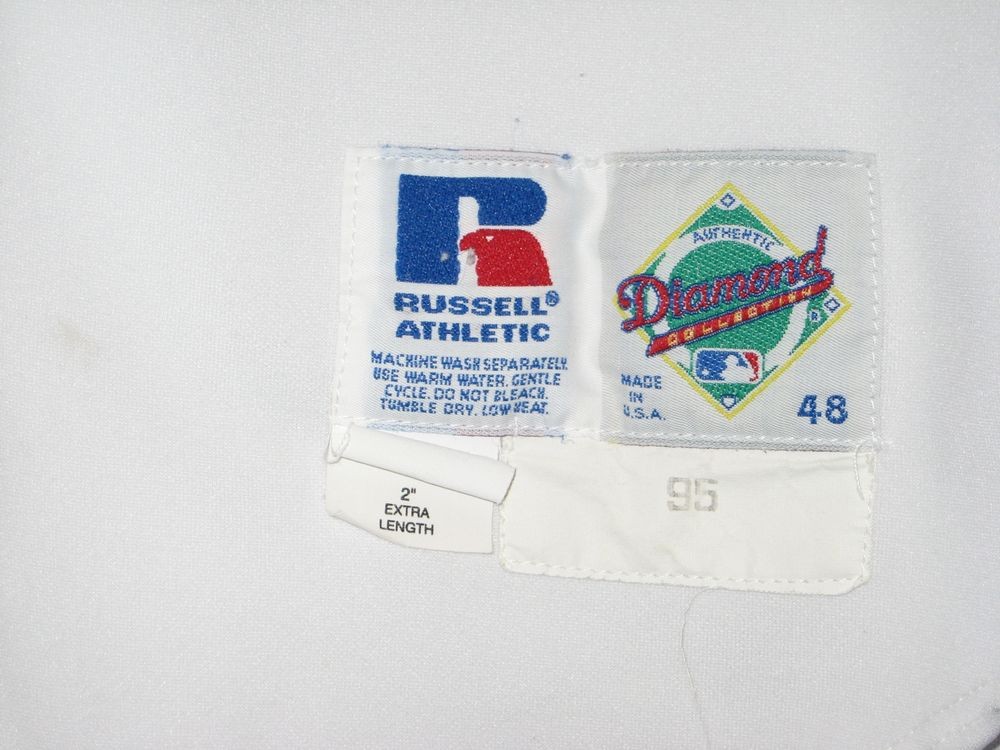 RUSSELL®
ATHLETIC
MACHINE WASH SEPARATELY.
USE WARM WATER. GENTLE
CYCLE. DO NOT BLEACH.
TUMBLE DRY. LOW HEAT.
AUTHENTIC
Diamond
COLLECTION
®
MADE
IN
U.S.A.
48
2"
EXTRA
LENGTH
95